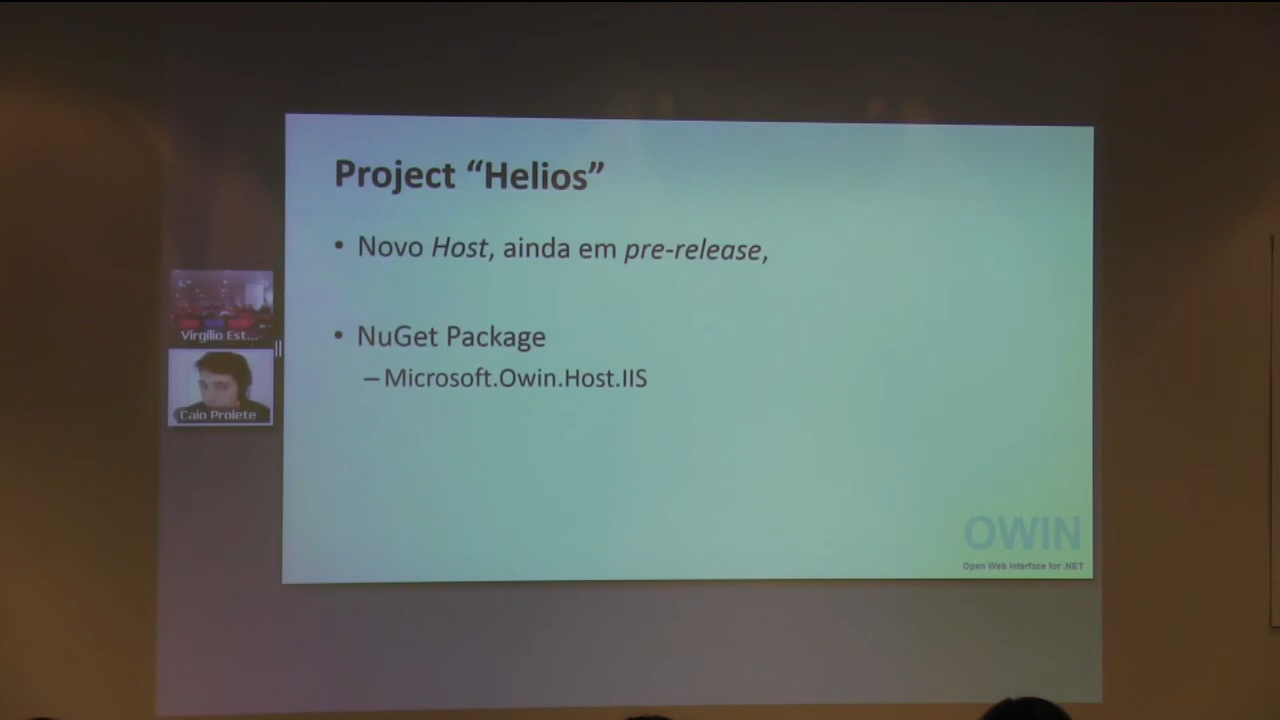 Project “Helios”
• Novo Host, ainda em pre-release,
• NuGet Package
– Microsoft.Owin.Host.IIS
Virgílio Est...
Caio Proiete
OWIN
Open Web Interface for .NET